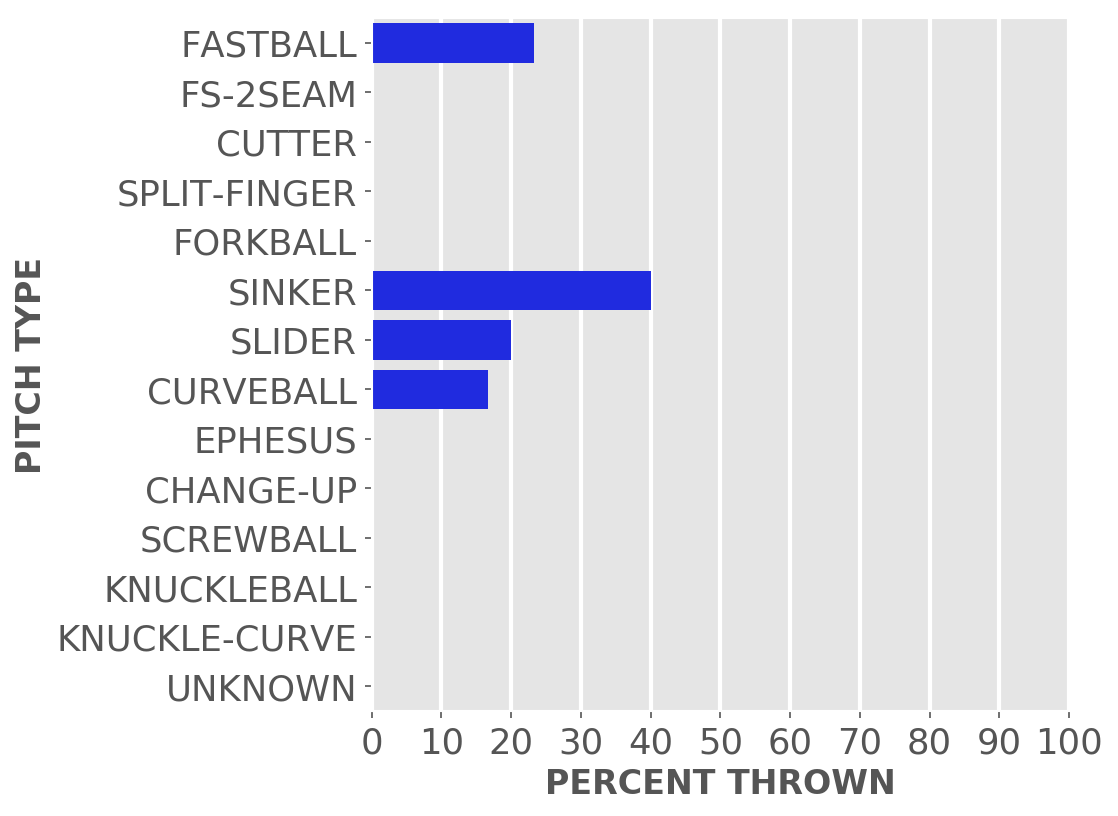 FASTBALL
FS-2SEAM
CUTTER
SPLIT-FINGER
FORKBALL
SINKER
SLIDER
CURVEBALL
EPHESUS
CHANGE-UP
SCREWBALL
KNUCKLEBALL
KNUCKLE-CURVE
UNKNOWN
PITCH TYPE
0 10 20 30 40 50 60 70 80 90 100
PERCENT THROWN